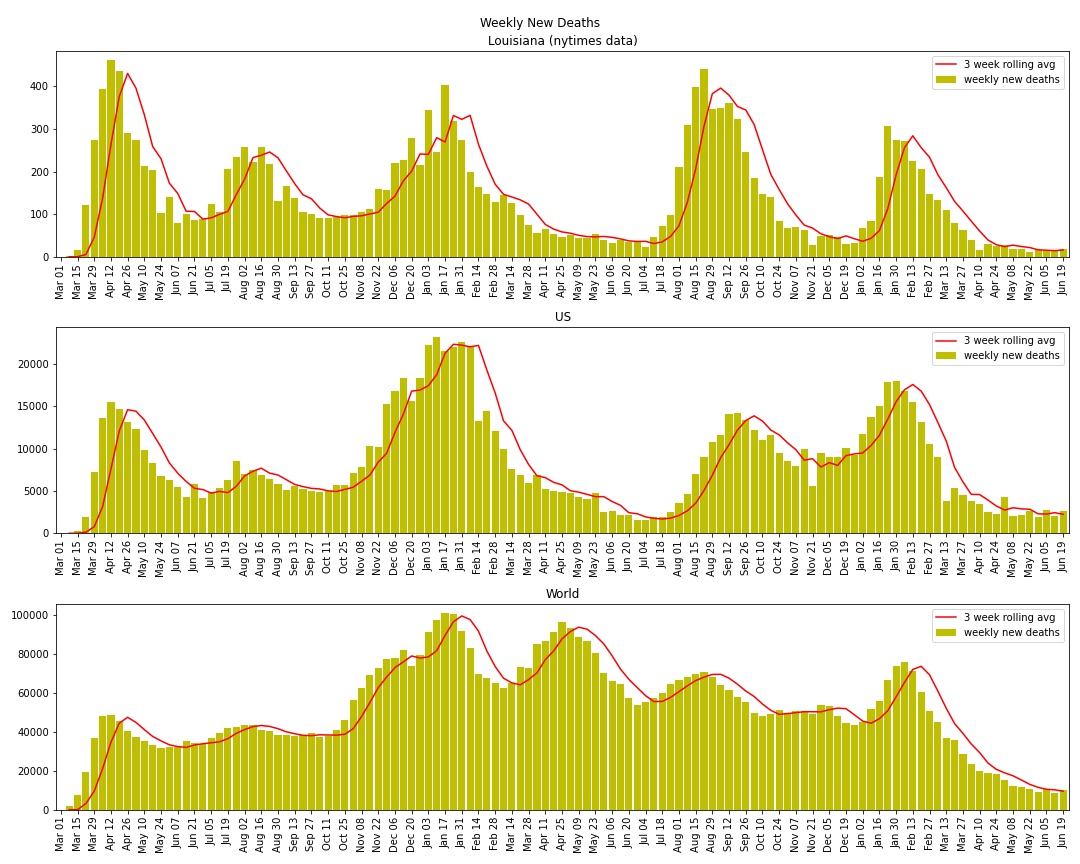 Weekly New Deaths
Louisiana (nytimes data)
3 week rolling avg
weekly new deaths
400
300
200
100
0
Mar 01 Mar 15 Mar 29 Apr 12 Apr 26 May 10 May 24 Jun 07 Jun 21 Jul 05 Jul 19 Aug 02 Aug 16 Aug 30 Sep 13 Sep 27 Oct 11 Oct 25 Nov 08 Nov 22 Dec 06 Dec 20 Jan 03 Jan 17 Jan 31 Feb 14 Feb 28 Mar 14 Mar 28 Apr 11 Apr 25 May 09 May 23 Jun 06 Jun 20 Jul 04 Jul 18 Aug 01 Aug 15 Aug 29 Sep 12 Sep 26 Oct 10 Oct 24 Nov 07 Nov 21 Dec 05 Dec 19 Jan 02 Jan 16 Jan 30 Feb 13 Feb 27 Mar 13 Mar 27 Apr 10 Apr 24 May 08 May 22 Jun 05 Jun 19
US
3 week rolling avg
weekly new deaths
20000
15000
10000
5000
0
Mar 01 Mar 15 Mar 29 Apr 12 Apr 26 May 10 May 24 Jun 07 Jun 21 Jul 05 Jul 19 Aug 02 Aug 16 Aug 30 Sep 13 Sep 27 Oct 11 Oct 25 Nov 08 Nov 22 Dec 06 Dec 20 Jan 03 Jan 17 Jan 31 Feb 14 Feb 28 Mar 14 Mar 28 Apr 11 Apr 25 May 09 May 23 Jun 06 Jun 20 Jul 04 Jul 18 Aug 01 Aug 15 Aug 29 Sep 12 Sep 26 Oct 10 Oct 24 Nov 07 Nov 21 Dec 05 Dec 19 Jan 02 Jan 16 Jan 30 Feb 13 Feb 27 Mar 13 Mar 27 Apr 10 Apr 24 May 08 May 22 Jun 05 Jun 19
World
3 week rolling avg
weekly new deaths
100000
80000
60000
40000
20000
0
Mar 01 Mar 15 Mar 29 Apr 12 Apr 26 May 10 May 24 Jun 07 Jun 21 Jul 05 Jul 19 Aug 02 Aug 16 Aug 30 Sep 13 Sep 27 Oct 11 Oct 25 Nov 08 Nov 22 Dec 06 Dec 20 Jan 03 Jan 17 Jan 31 Feb 14 Feb 28 Mar 14 Mar 28 Apr 11 Apr 25 May 09 May 23 Jun 06 Jun 20 Jul 04 Jul 18 Aug 01 Aug 15 Aug 29 Sep 12 Sep 26 Oct 10 Oct 24 Nov 07 Nov 21 Dec 05 Dec 19 Jan 02 Jan 16 Jan 30 Feb 13 Feb 27 Mar 13 Mar 27 Apr 10 Apr 24 May 08 May 22 Jun 05 Jun 19